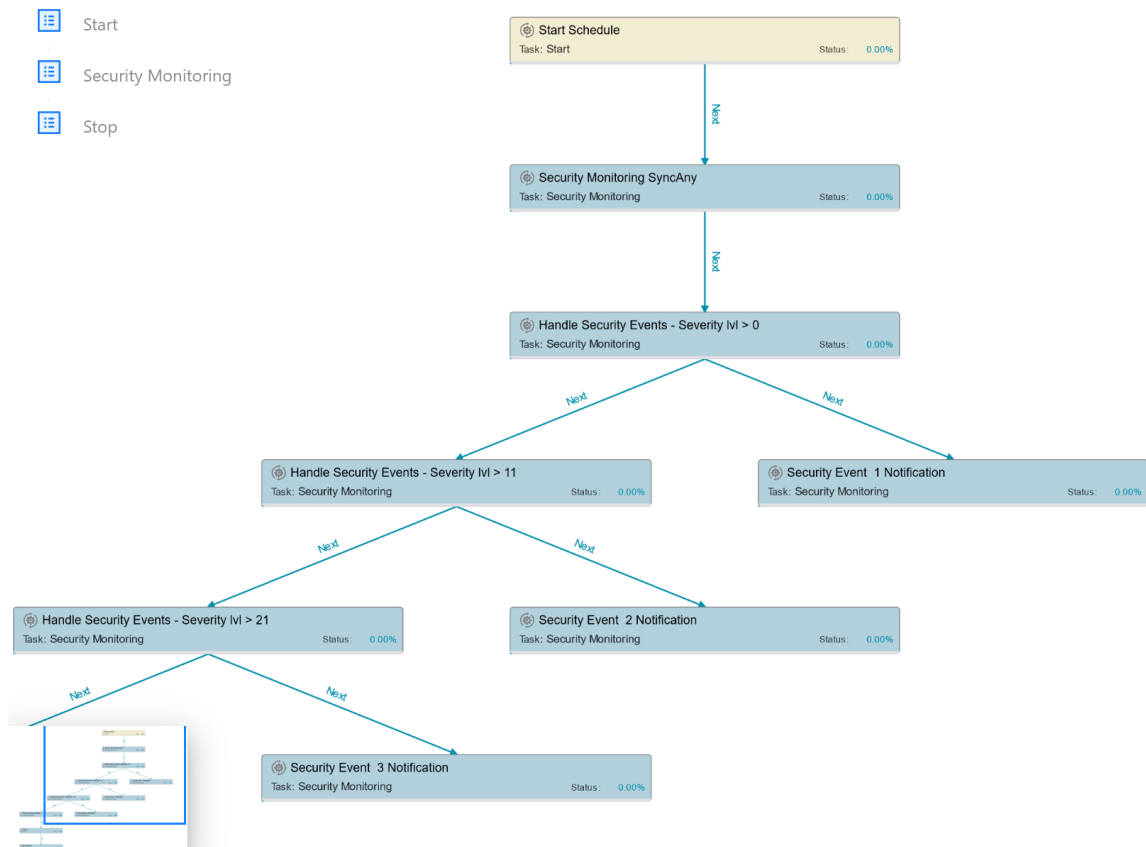 Start
Security Monitoring
Stop
Start Schedule
Task: Start Status: 0.00%
Next
Security Monitoring SyncAny
Task: Security Monitoring Status: 0.00%
Next
Handle Security Events - Severity lvl > 0
Task: Security Monitoring Status: 0.00%
Next Next
Handle Security Events - Severity lvl > 11
Task: Security Monitoring Status: 0.00%
Security Event 1 Notification
Task: Security Monitoring Status: 0.00%
Next Next
Handle Security Events - Severity lvl > 21
Task: Security Monitoring Status: 0.00%
Security Event 2 Notification
Task: Security Monitoring Status: 0.00%
Next Next
Security Event 3 Notification
Task: Security Monitoring Status: 0.00%